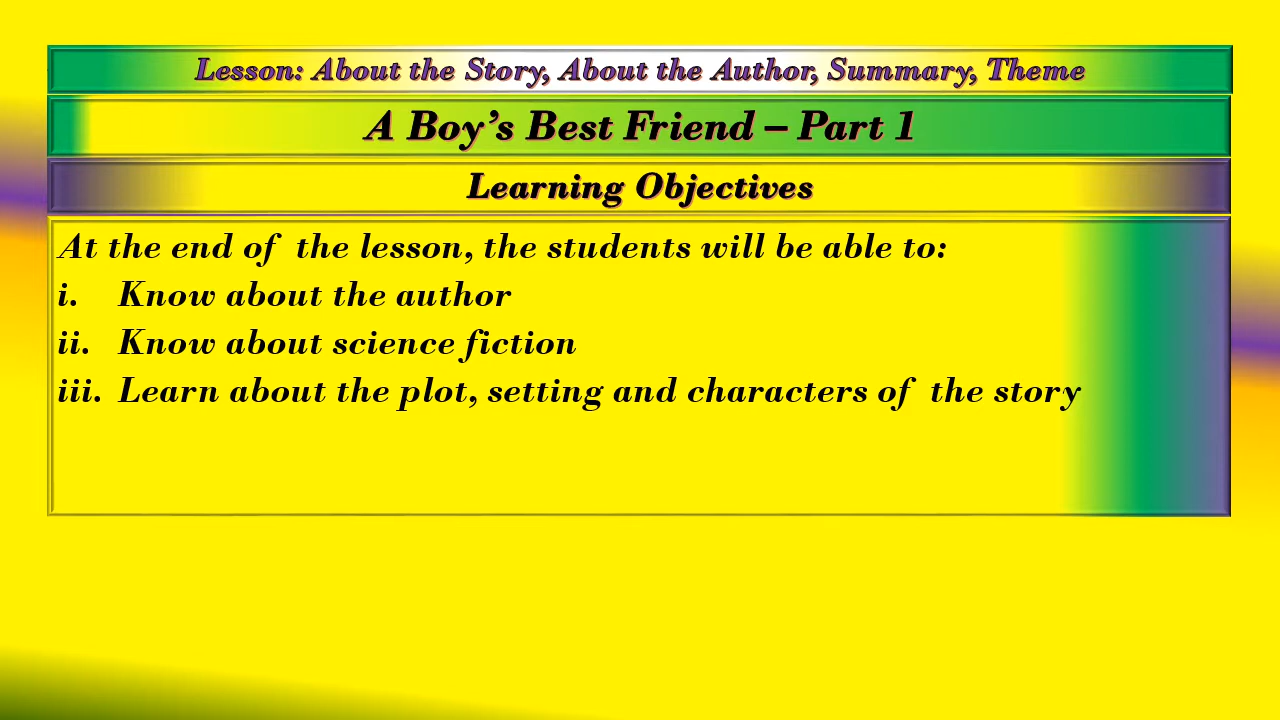 Lesson: About the Story, About the Author, Summary, Theme
A Boy’s Best Friend – Part 1
Learning Objectives
At the end of the lesson, the students will be able to:
i. Know about the author
ii. Know about science fiction
iii. Learn about the plot, setting and characters of the story